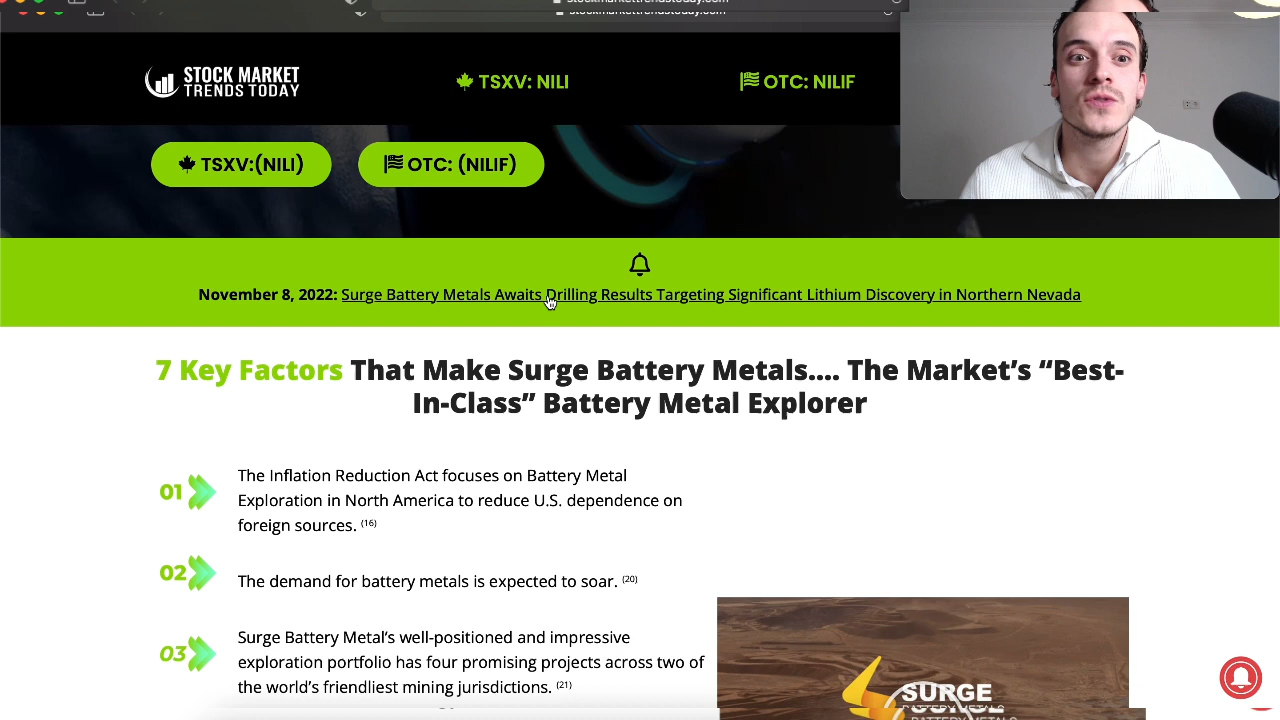 stockmarkettrendstoday.com
stockmarkettrendstoday.com
STOCK MARKET
TRENDS TODAY
TSXV: NILI
OTC: NILIF
TSXV:(NILI)
OTC: (NILIF)
November 8, 2022: Surge Battery Metals Awaits Drilling Results Targeting Significant Lithium Discovery in Northern Nevada
7 Key Factors That Make Surge Battery Metals.... The Market’s “Best-
In-Class” Battery Metal Explorer
01
The Inflation Reduction Act focuses on Battery Metal
Exploration in North America to reduce U.S. dependence on
foreign sources. (16)
02
The demand for battery metals is expected to soar. (20)
03
Surge Battery Metal’s well-positioned and impressive
exploration portfolio has four promising projects across two of
the world’s friendliest mining jurisdictions. (21)
SURGE
BATTERY METALS